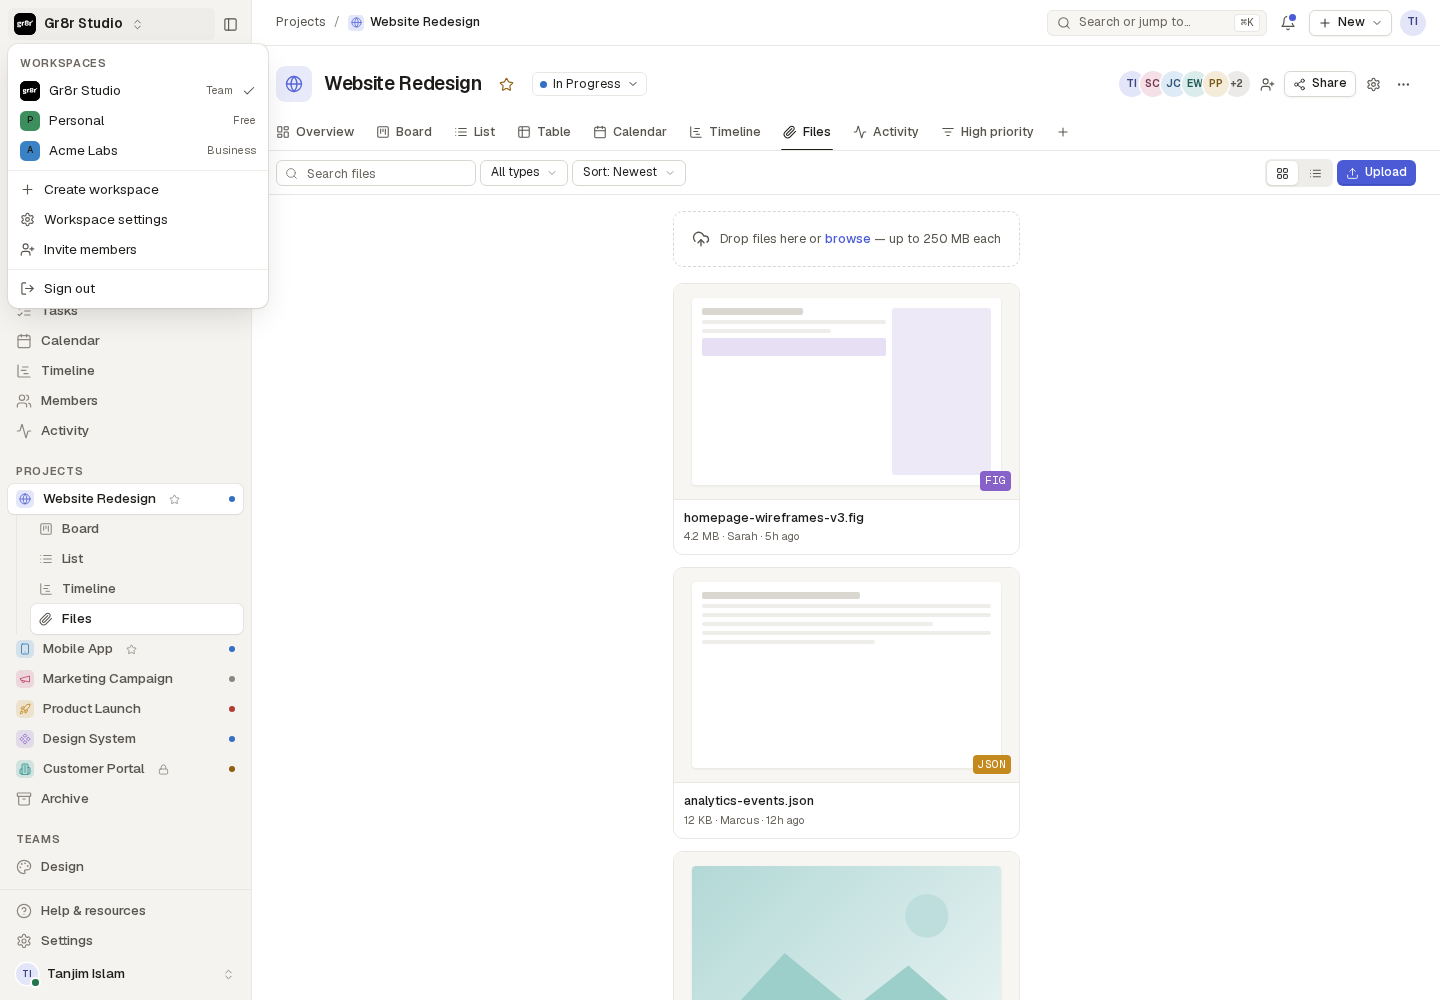 gr8r
Gr8r Studio
WORKSPACES
gr8r
Gr8r Studio
Team
P
Personal
Free
A
Acme Labs
Business
Create workspace
Workspace settings
Invite members
Sign out
Tasks
Calendar
Timeline
Members
Activity
PROJECTS
Website Redesign
Board
List
Timeline
Files
Mobile App
Marketing Campaign
Product Launch
Design System
Customer Portal
Archive
TEAMS
Design
Help & resources
Settings
TI
Tanjim Islam
Projects / Website Redesign
Search or jump to…
⌘K
New
TI
Website Redesign
In Progress
TI SC JC EW PP +2
Share
Overview
Board
List
Table
Calendar
Timeline
Files
Activity
High priority
Search files
All types
Sort: Newest
Upload
Drop files here or browse — up to 250 MB each
FIG
homepage-wireframes-v3.fig
4.2 MB · Sarah · 5h ago
JSON
analytics-events.json
12 KB · Marcus · 12h ago